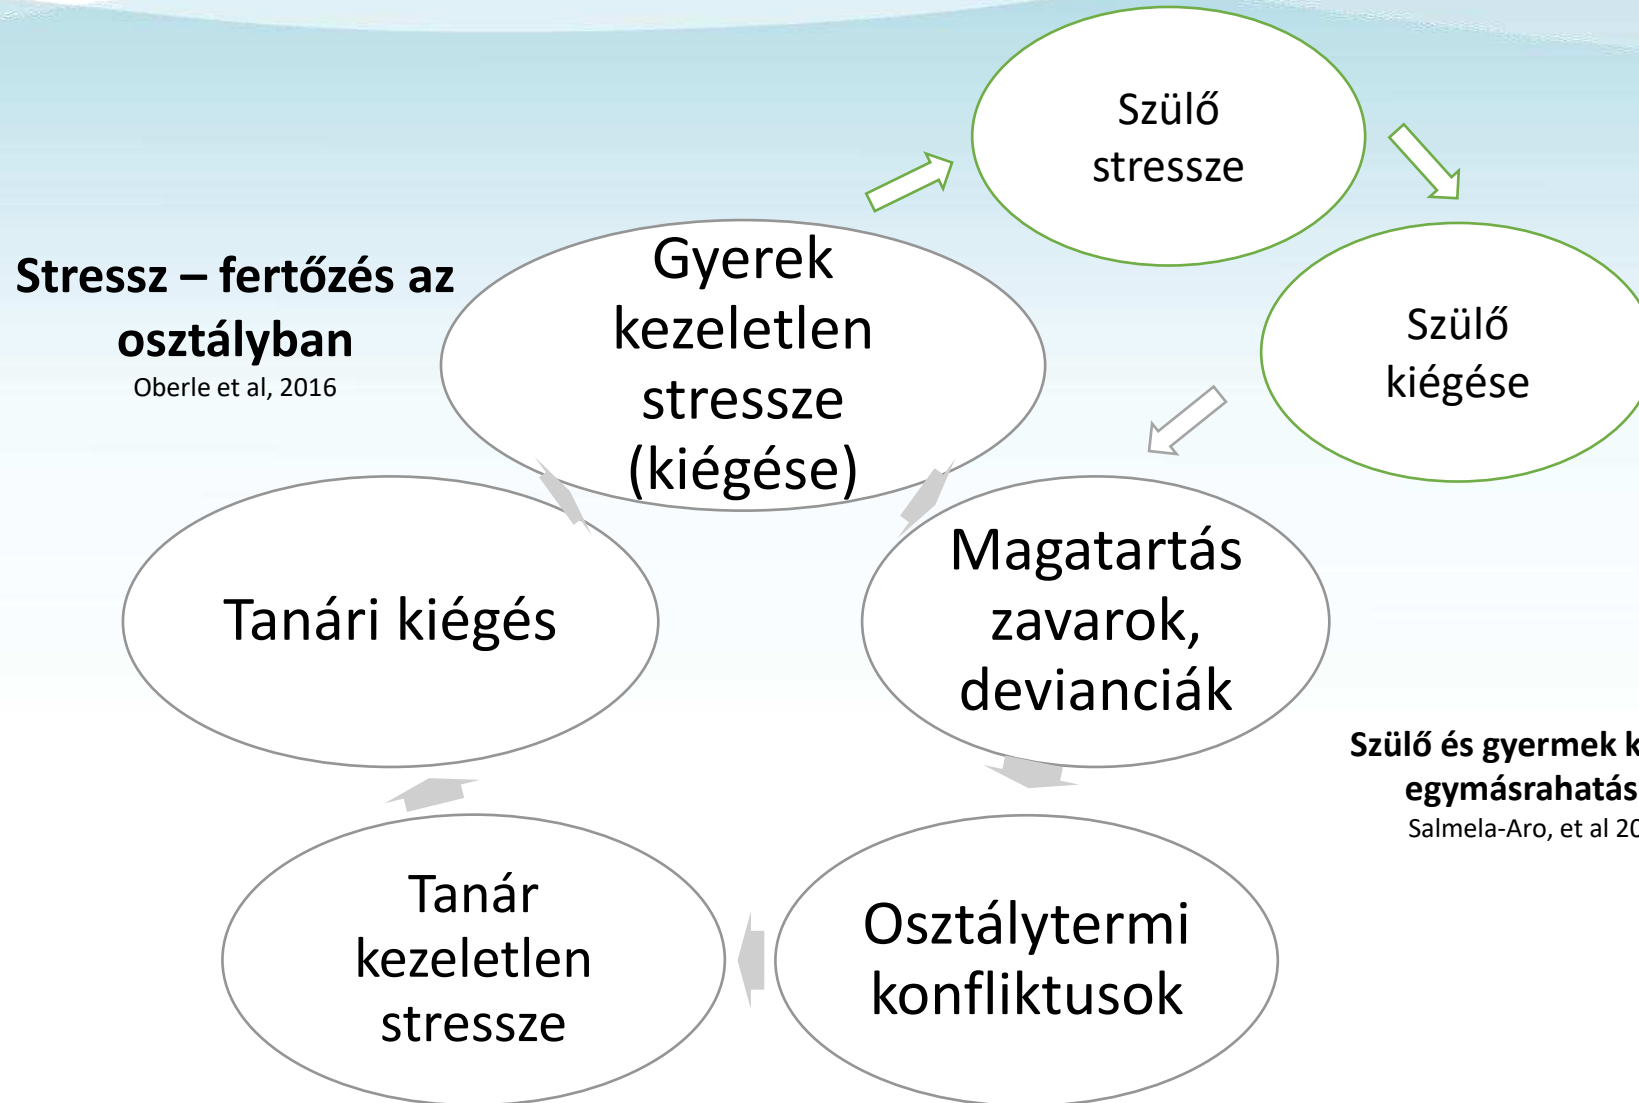 Szülő
stressze
Stressz – fertőzés az
osztályban
Oberle et al, 2016
Gyerek
kezeletlen
stressze
(kiégése)
Szülő
kiégése
Tanári kiégés
Magatartás
zavarok,
devianciák
Szülő és gyermek
egymásrahatás
Salmela-Aro, et al
Tanár
kezeletlen
stressze
Osztálytermi
konfliktusok